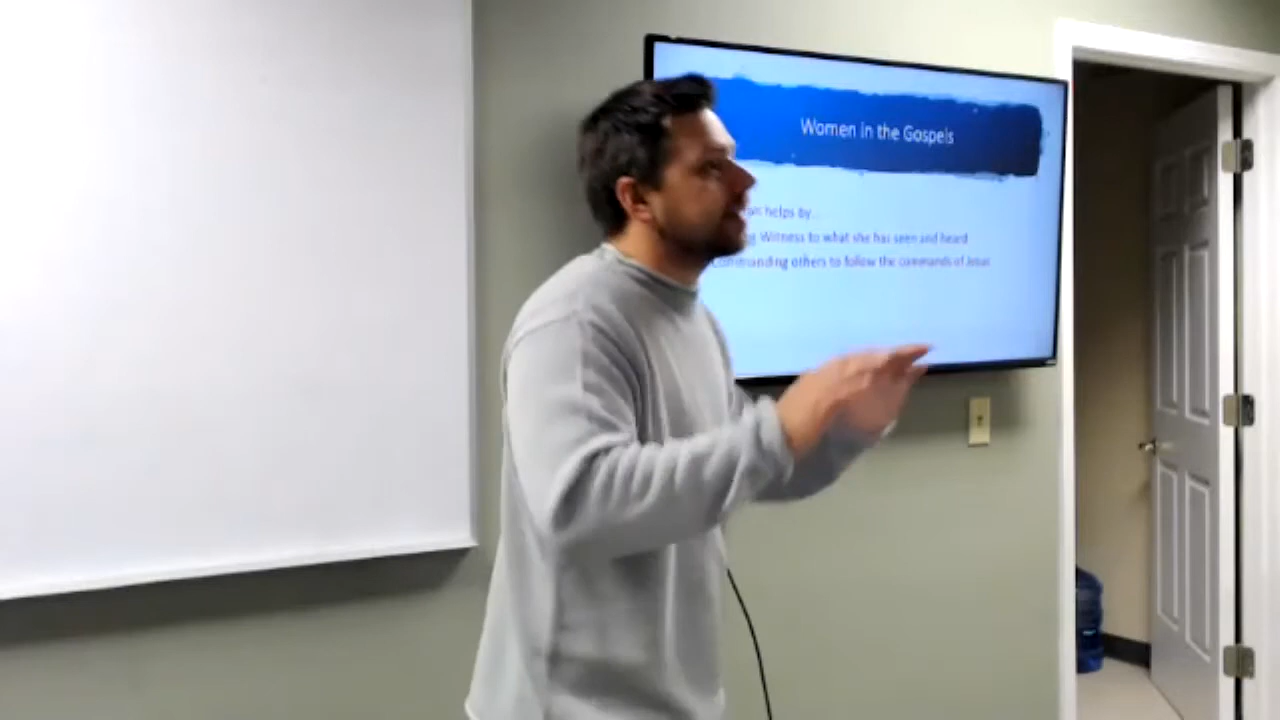 Women in the Gospels
helps by...
Witness to what she has seen and heard
Commanding others to follow the commands of Jesus